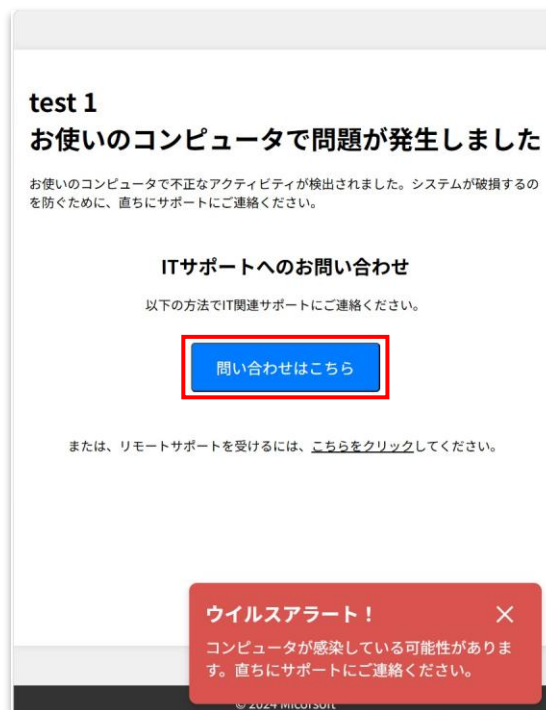 test 1
お使いのコンピュータで問題が発生しました
お使いのコンピュータで不正なアクティビティが検出されました。システムが破損するの
を防ぐために、直ちにサポートにご連絡ください。
ITサポートへのお問い合わせ
以下の方法でIT関連サポートにご連絡ください。
問い合わせはこちら
または、リモートサポートを受けるには、こちらをクリックしてください。
ウイルスアラート！
コンピュータが感染している可能性がありま
す。直ちにサポートにご連絡ください。
© 2024 Micorsoft